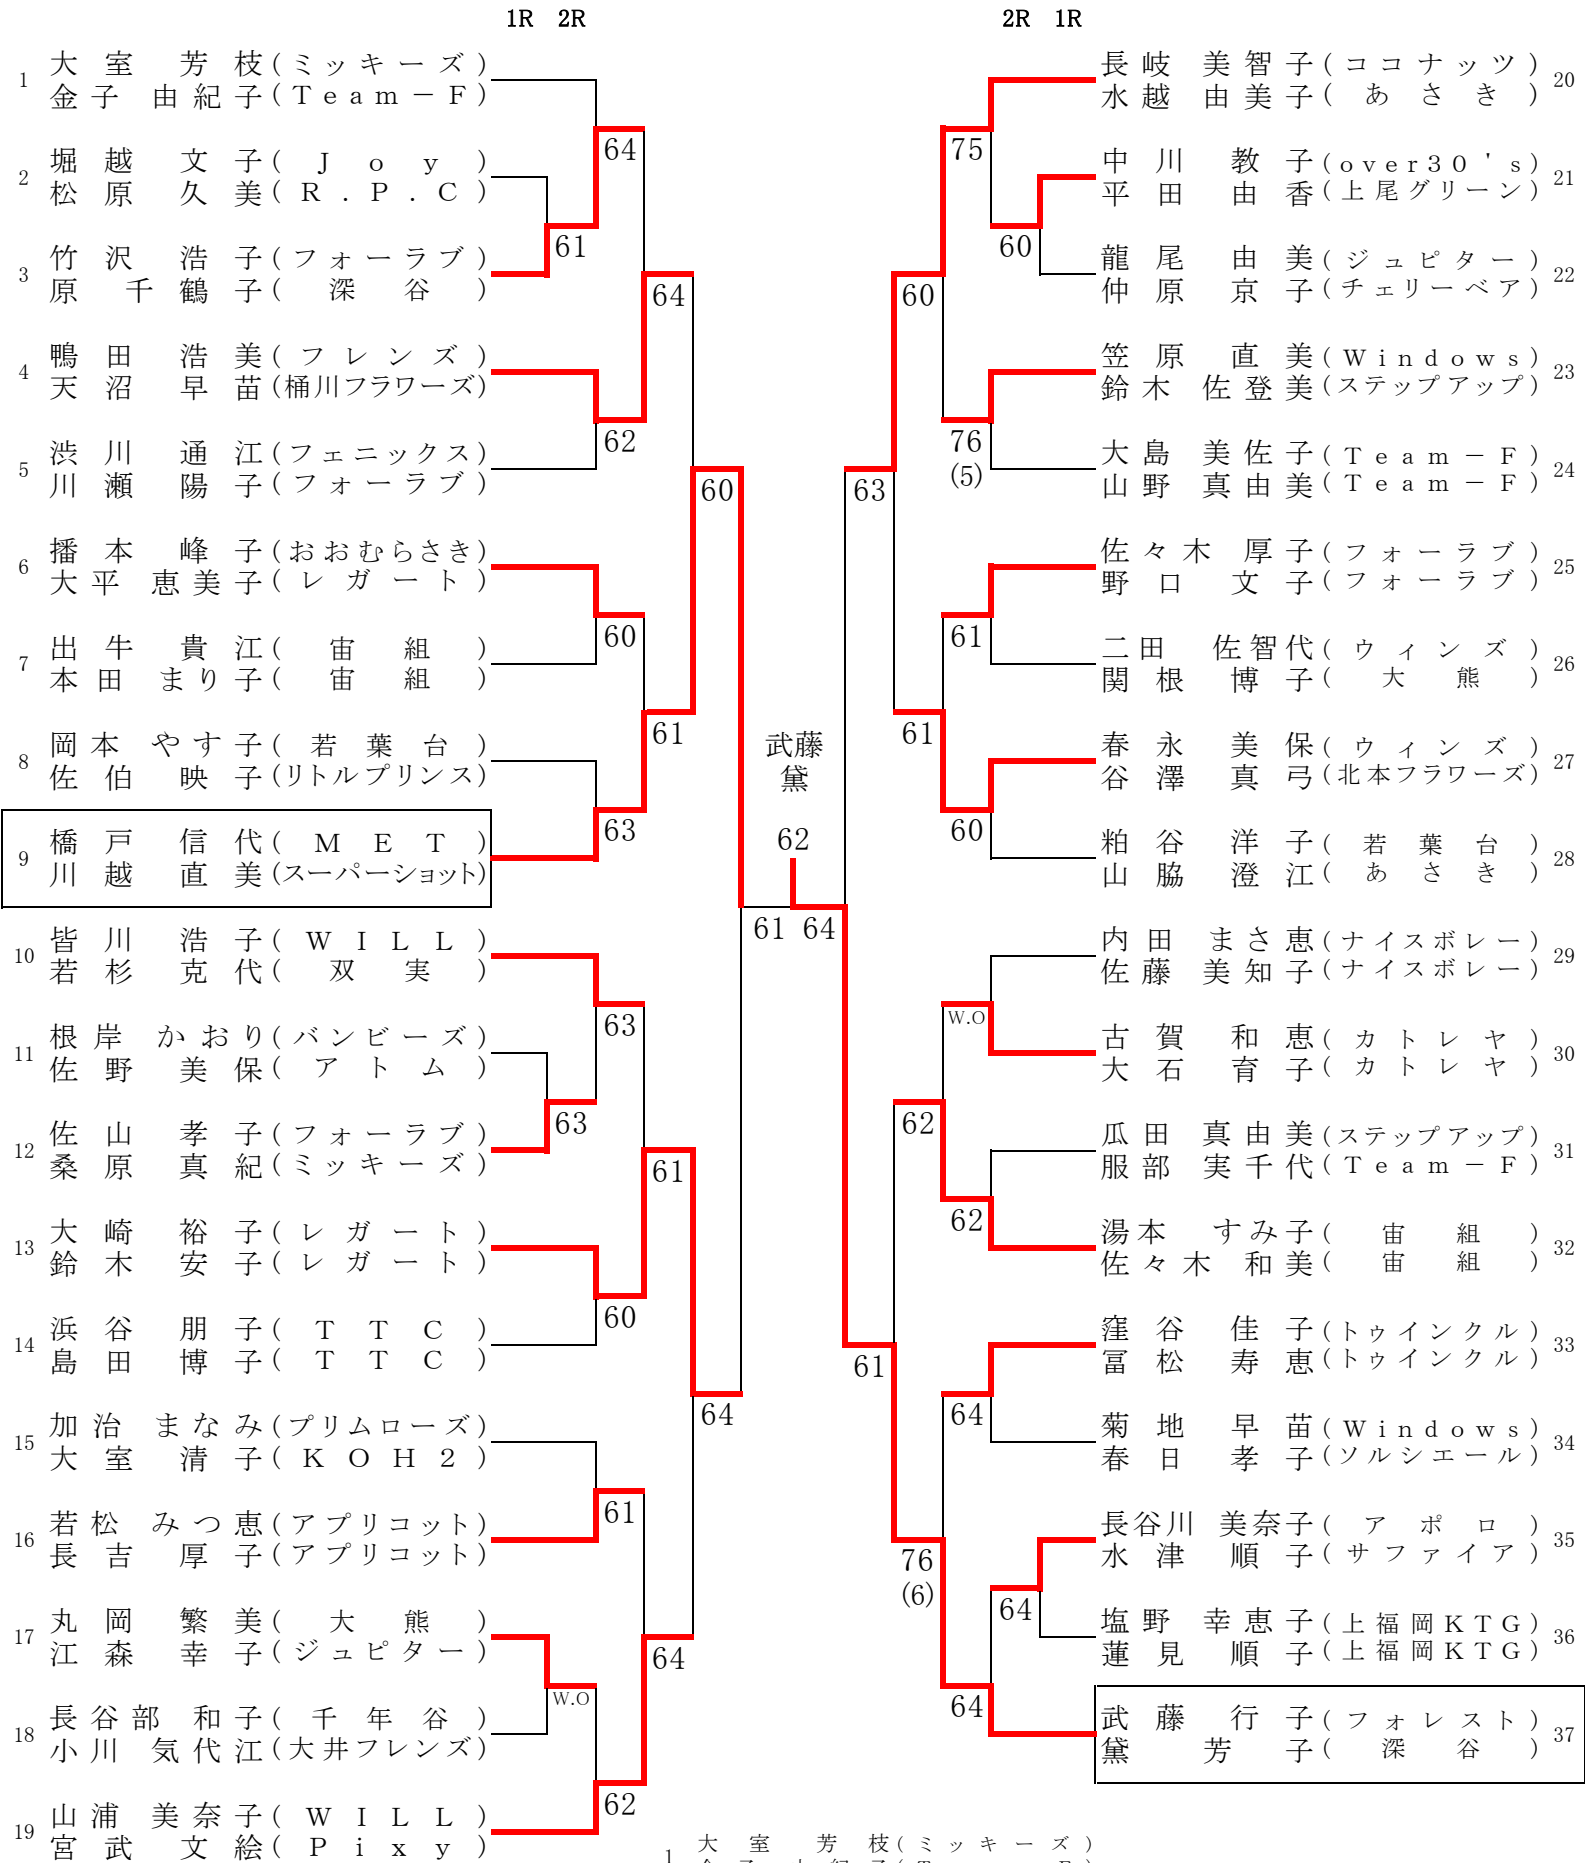 1R 2R
2R 1R
1 大室 芳枝(ミッキーズ)
金子 由紀子(Team－F)
2 堀越 文子(Joy)
松原 久美(R.P.C)
3 竹沢 浩子(フォーラブ)
原 千鶴子(深谷)
4 鴨田 浩美(フレンズ)
天沼 早苗(桶川フラワーズ)
5 渋川 通江(フェニックス)
川瀬 陽子(フォーラブ)
6 播本 峰子(おおむらさき)
大平 恵美子(レガート)
7 出牛 貴江(宙組)
本田 まり子(宙組)
8 岡本 やす子(若葉台)
佐伯 映子(リトルプリンス)
9 橋戸 信代(MET)
川越 直美(スーパーショット)
10 皆川 浩子(WILL)
若杉 克代(双実)
11 根岸 かおり(バンビーズ)
佐野 美保(アトム)
12 佐山 孝子(フォーラブ)
桑原 真紀(ミッキーズ)
13 大崎 裕子(レガート)
鈴木 安子(レガート)
14 浜谷 朋子(TTC)
島田 博子(TTC)
15 加治 まなみ(プリムローズ)
大室 清子(KOH2)
16 若松 みつ恵(アプリコット)
長吉 厚子(アプリコット)
17 丸岡 繁美(大熊)
江森 幸子(ジュピター)
18 長谷部 和子(千年谷)
小川 気代江(大井フレンズ)
19 山浦 美奈子(WILL)
宮武 文絵(Pixy)
61
63
W.O
64
62
60
63
63
60
61
62
64
61
61
64
60
64
61
武藤
黛
62
64
63
61
60
61
62
76
(6)
75
76
(5)
61
60
W.O
62
64
64
60
64
長岐 美智子(ココナッツ) 20
水越 由美子(あさき)
中川 教子(over30's) 21
平田 由香(上尾グリーン)
龍尾 由美(ジュピター) 22
仲原 京子(チェリーベア)
笠原 直美(Windows) 23
鈴木 佐登美(ステップアップ)
大島 美佐子(Team－F) 24
山野 真由美(Team－F)
佐々木 厚子(フォーラブ) 25
野口 文子(フォーラブ)
二田 佐智代(ウィンズ) 26
関根 博子(大熊)
春永 美保(ウィンズ) 27
谷澤 真弓(北本フラワーズ)
粕谷 洋子(若葉台) 28
山脇 澄江(あさき)
内田 まさ恵(ナイスボレー) 29
佐藤 美知子(ナイスボレー)
古賀 和恵(カトレヤ) 30
大石 育子(カトレヤ)
瓜田 真由美(ステップアップ) 31
服部 実千代(Team－F)
湯本 すみ子(宙組) 32
佐々木 和美(宙組)
窪谷 佳子(トゥインクル) 33
冨松 寿恵(トゥインクル)
菊地 早苗(Windows) 34
春日 孝子(ソルシエール)
長谷川 美奈子(アポロ) 35
水津 順子(サファイア)
塩野 幸恵子(上福岡KTG) 36
蓮見 順子(上福岡KTG)
武藤 行子(フォレスト) 37
黛 芳子(深谷)
1 大室 芳枝(ミッキーズ)